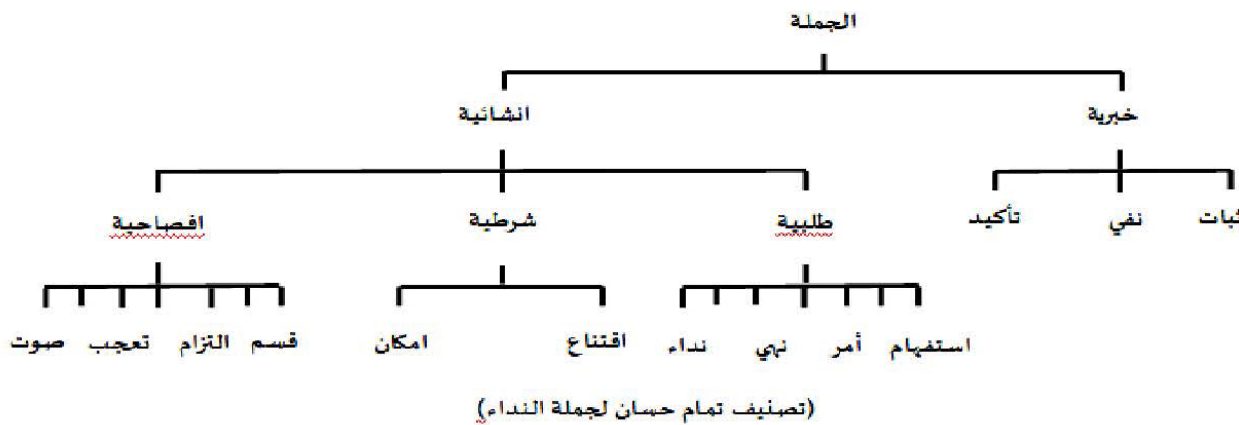 الجملة
خبرية انشائية
ثبات نفي تأكيد طلبية شرطية افصاحية
استفهام أمر نهي نداء اقتناع امكان قسم التزام تعجب صوت
(تصنيف تمام حسان لجملة النداء)